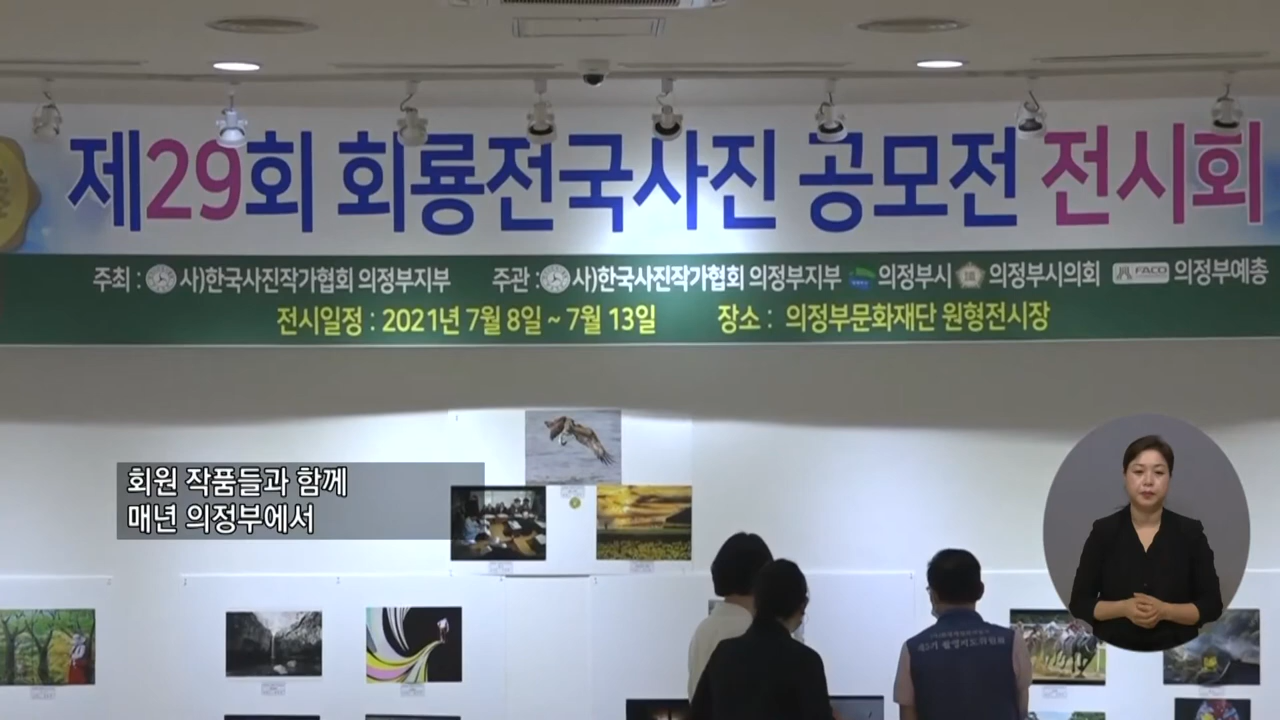 제29회 회룡전국사진 공모전 전시회
주최 : 사)한국사진작가협회 의정부지부 주관 : 사)한국사진작가협회 의정부지부 의정부시 의정부시의회 FACO 의정부예총
전시일정 : 2021년 7월 8일 ~ 7월 13일 장소 : 의정부문화재단 원형전시장
회원 작품들과 함께
매년 의정부에서